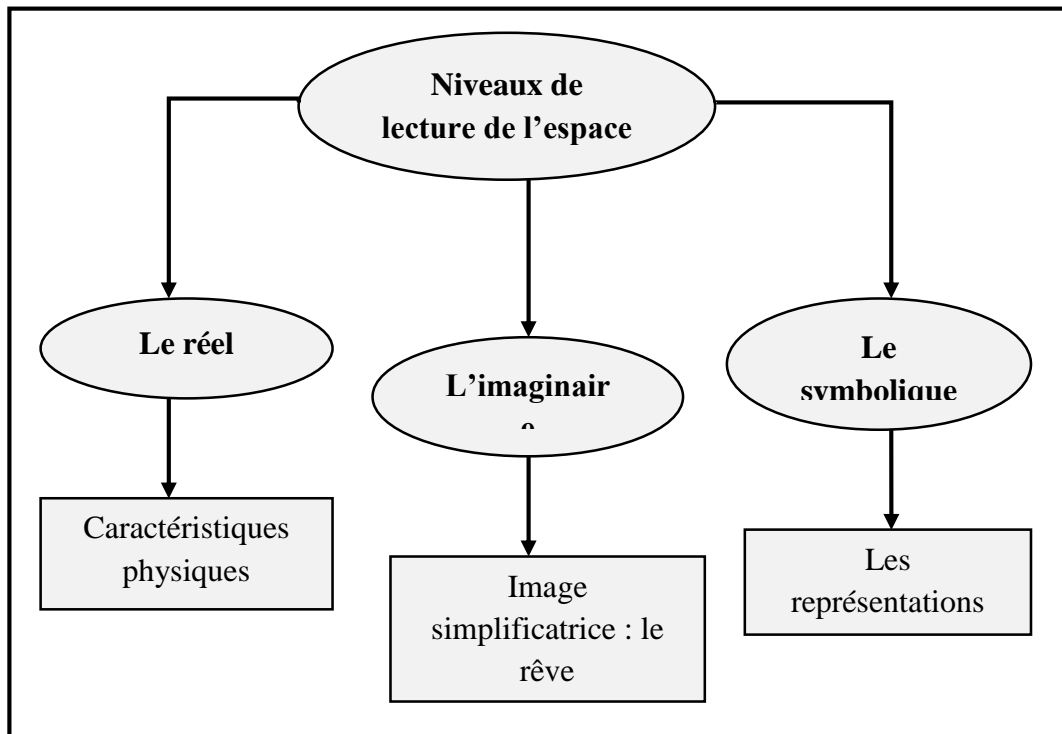 Niveaux de
lecture de l’espace
Le réel
L’imaginair
Le
symbolique
Caractéristiques
physiques
Image
simplificatrice : le
rêve
Les
représentations